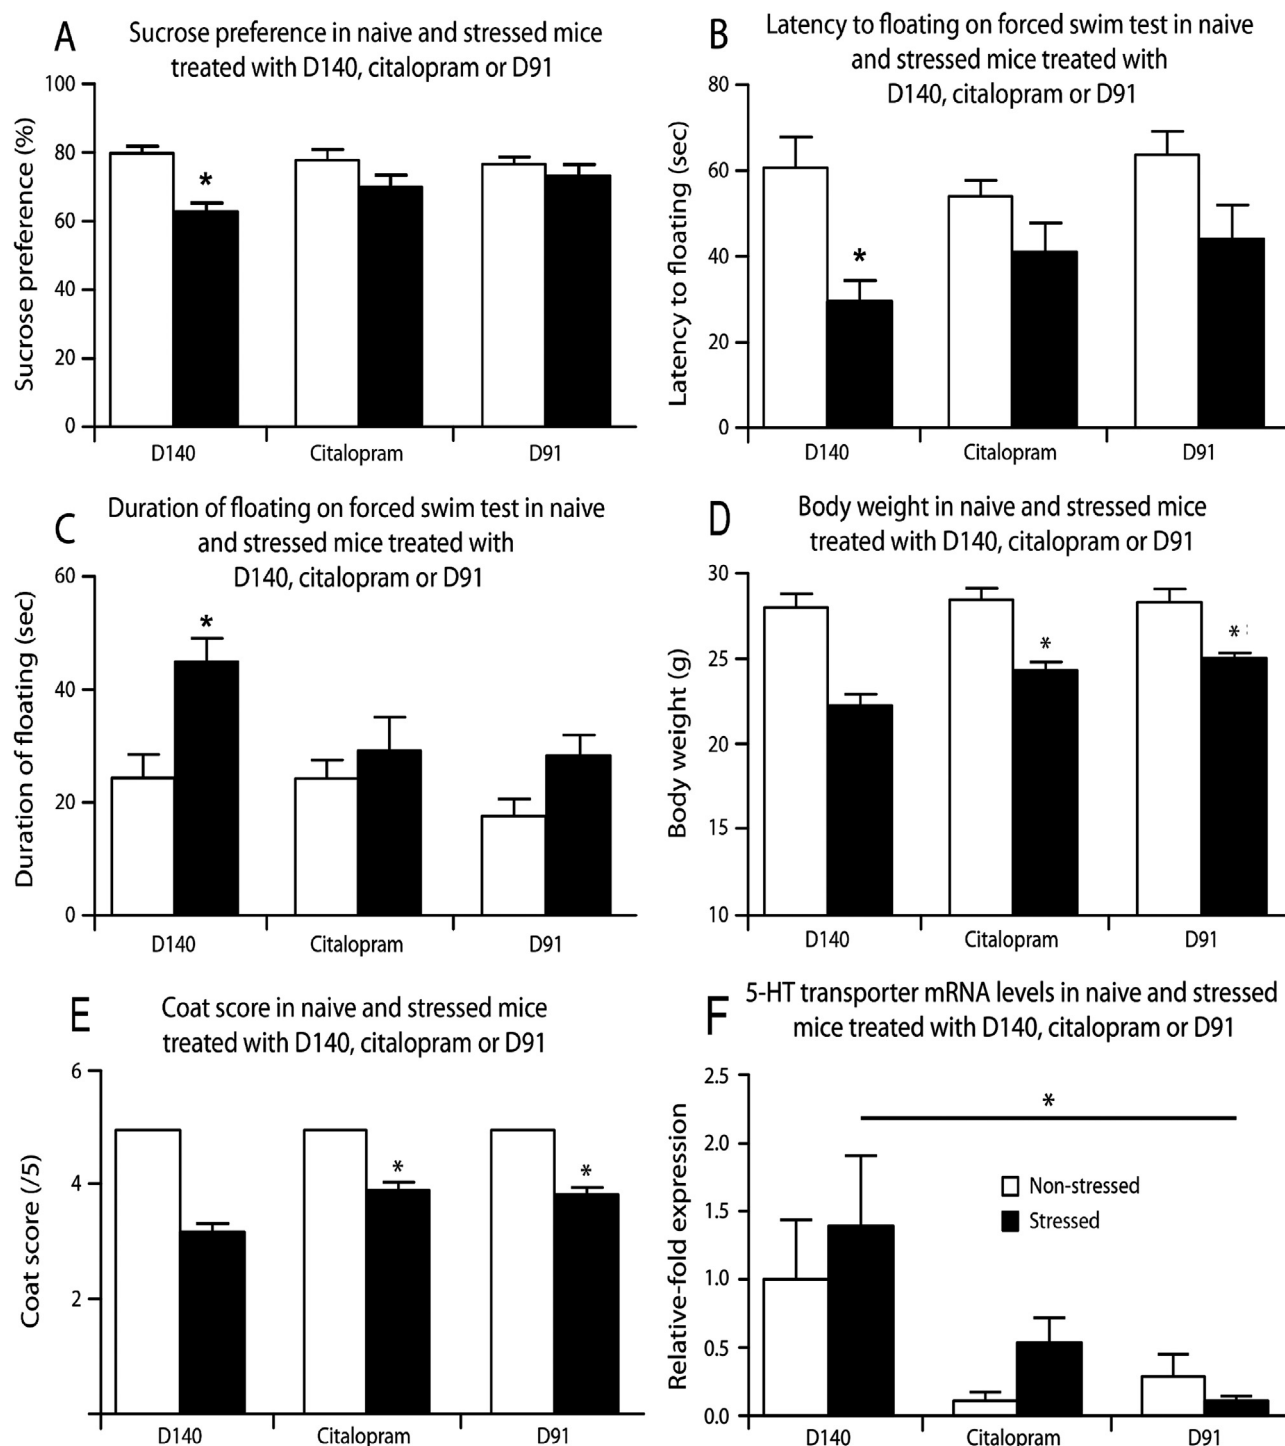 A
Sucrose preference in naive and stressed mice
treated with D140, citalopram or D91
Sucrose preference (%)
100
80
60
40
20
0
*
D140
Citalopram
D91
B
Latency to floating on forced swim test in naive
and stressed mice treated with
D140, citalopram or D91
Latency to floating (sec)
80
60
40
20
0
*
D140
Citalopram
D91
C
Duration of floating on forced swim test in naive
and stressed mice treated with
D140, citalopram or D91
Duration of floating (sec)
60
40
20
0
*
D140
Citalopram
D91
D
Body weight in naive and stressed mice
treated with D140, citalopram or D91
Body weight (g)
30
25
20
15
10
*
*
D140
Citalopram
D91
E
Coat score in naive and stressed mice
treated with D140, citalopram or D91
Coat score (/5)
6
4
2
*
*
D140
Citalopram
D91
F
5-HT transporter mRNA levels in naive and stressed
mice treated with D140, citalopram or D91
Relative-fold expression
2.5
2.0
1.5
1.0
0.5
0.0
*
Non-stressed
Stressed
D140
Citalopram
D91